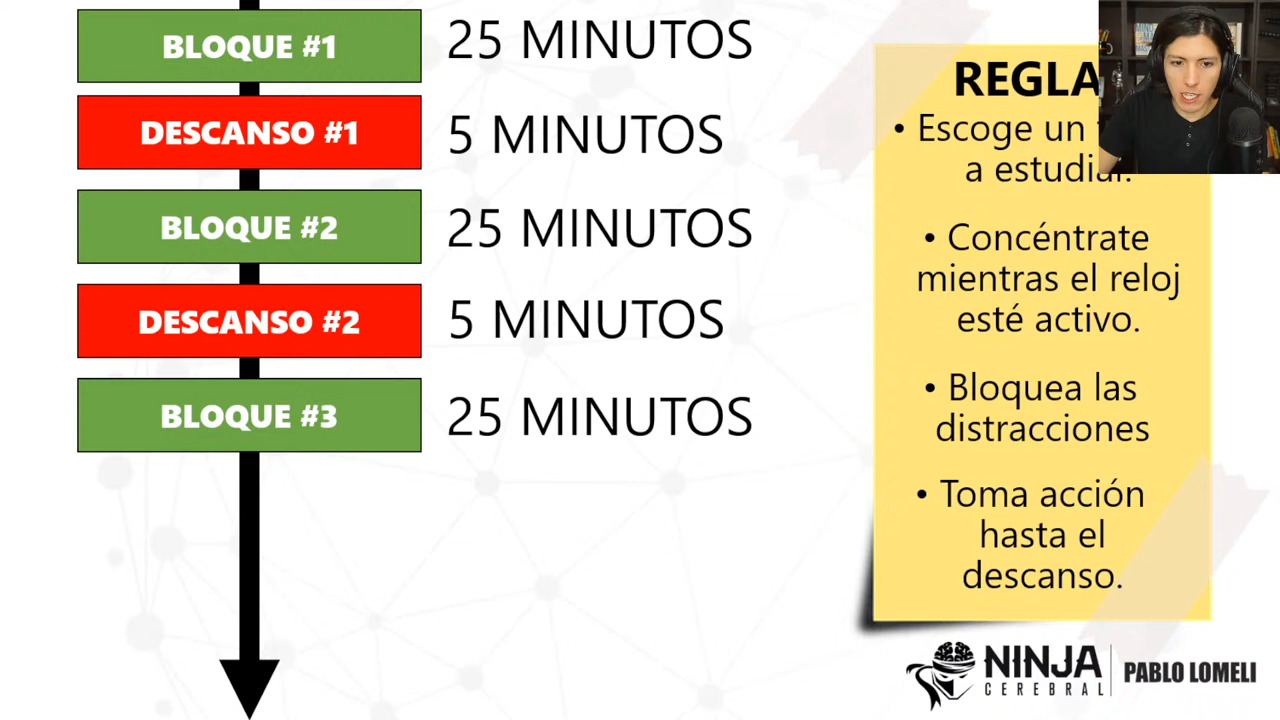 BLOQUE #1
25 MINUTOS
DESCANSO #1
5 MINUTOS
BLOQUE #2
25 MINUTOS
DESCANSO #2
5 MINUTOS
BLOQUE #3
25 MINUTOS
• Escoge un
a estudiar.
• Concéntrate
mientras el reloj
esté activo.
• Bloquea las
distracciones
• Toma acción
hasta el
descanso.
NINJA
CEREBRAL
PABLO LOMELI